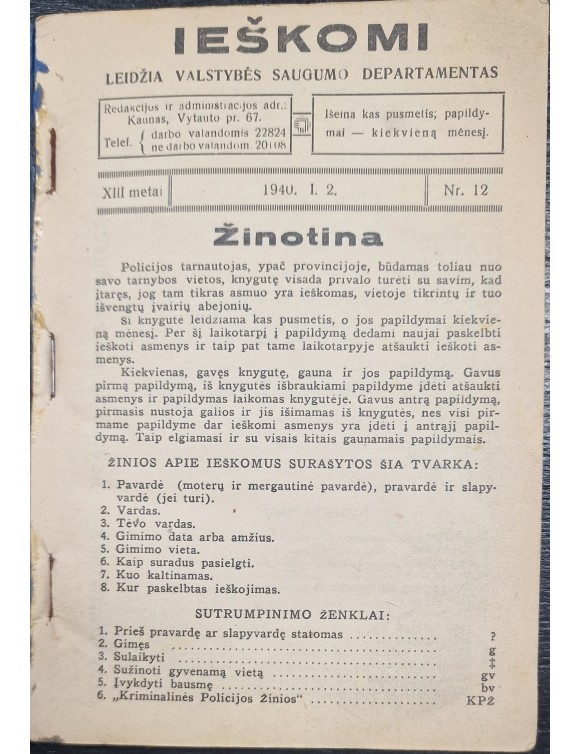 IEŠKOMI
LEIDŽIA VALSTYBĖS SAUGUMO DEPARTAMENTAS
Redakcijos ir administracijos adr.:
Kaunas, Vytauto pr. 67.
Telef. { darbo valandomis 22824
{ ne darbo valandom. 20108
Išeina kas pusmetis; papildy-
mai — kiekvieną mėnesį.
XIII metai
1940. I. 2.
Nr. 12
Žinotina
Policijos tarnautojas, ypač provincijoje, būdamas toliau nuo
savo tarnybos vietos, knygutę visada privalo turėti su savim, kad
įtaręs, jog tam tikras asmuo yra ieškomas, vietoje tikrintų ir tuo
išvengtų įvairių abejonių.
Ši knygutė leidžiama kas pusmetis, o jos papildymai kiekvie-
ną mėnesį. Per šį laikotarpį į papildymą dedami naujai paskelbti
ieškoti asmenys ir taip pat tame laikotarpyje atšaukti ieškoti as-
menys.
Kiekvienas, gavęs knygutę, gauna ir jos papildymą. Gavus
pirmą papildymą, iš knygutės išbraukiami papildyme įdėti atšaukti
asmenys ir papildymas laikomas knygutėje. Gavus antrą papildymą,
pirmasis nustoja galios ir jis išimamas iš knygutės, nes visi pir-
mame papildyme dar ieškomi asmenys yra įdėti į antrąjį papil-
dymą. Taip elgiamasi ir su visais kitais gaunamais papildymais.
ŽINIOS APIE IEŠKOMUS SURAŠYTOS ŠIA TVARKA:
1. Pavardė (moterų ir mergautinė pavardė), pravardė ir slapy-
vardė (jei turi).
2. Vardas.
3. Tėvo vardas.
4. Gimimo data arba amžius.
5. Gimimo vieta.
6. Kaip suradus pasielgti.
7. Kuo kaltinamas.
8. Kur paskelbtas ieškojimas.
SUTRUMPINIMO ŽENKLAI:
1. Prieš pravardę ar slapyvardę statomas .............. ?
2. Gimęs .............. g
3. Sulaikyti .............. ‡
4. Sužinoti gyvenamą vietą .............. gv
5. Įvykdyti bausmę .............. bv
6. „Kriminalinės Policijos Žinios“ .............. KPŽ